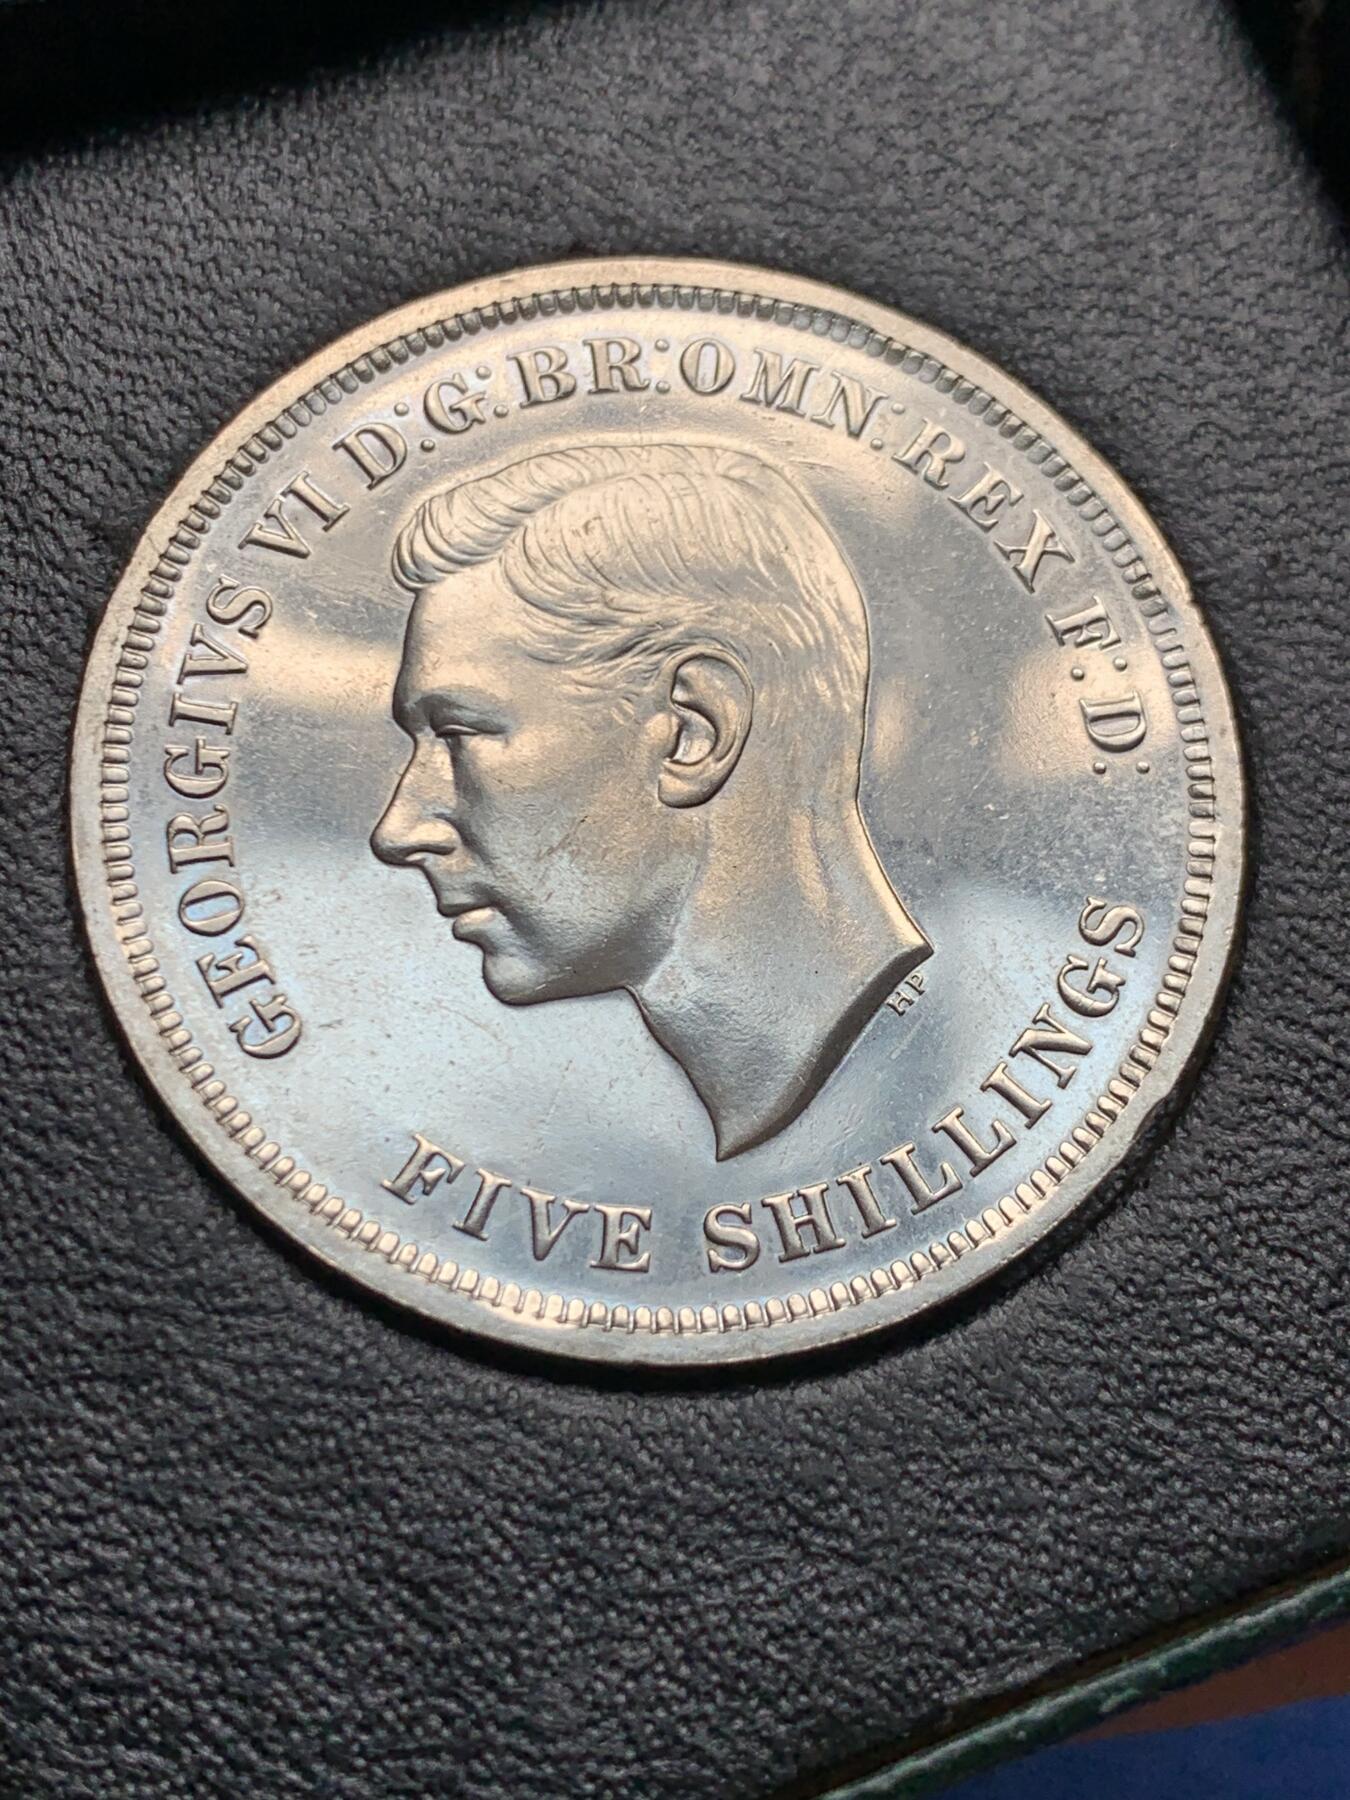 GEORGIVS VI D:G:BR:OMN:REX F:D:
HP
FIVE SHILLINGS